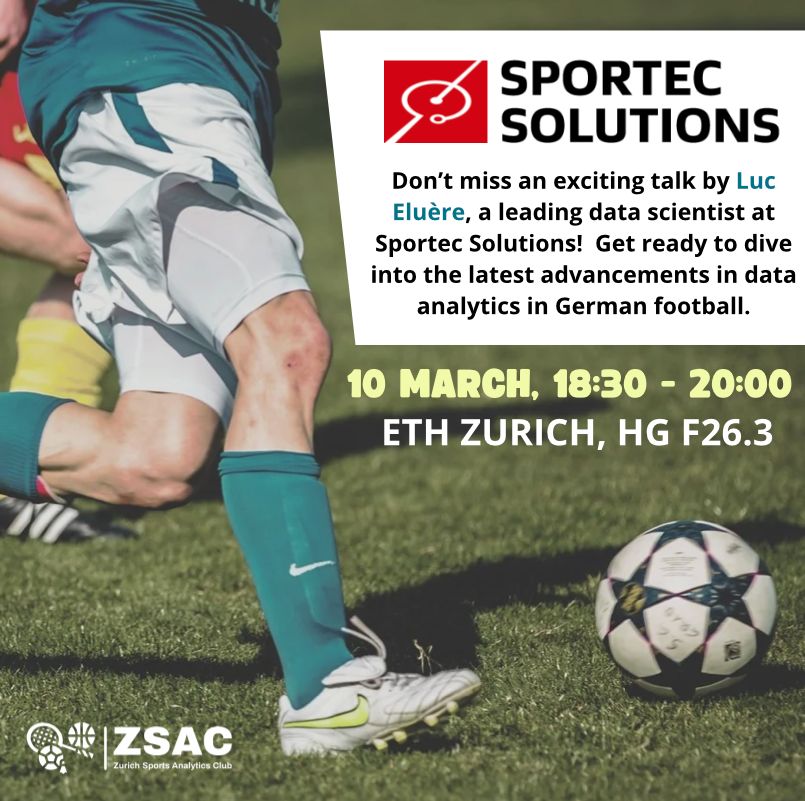 SPORTEC
SOLUTIONS
Don’t miss an exciting talk by Luc
Eluère, a leading data scientist at
Sportec Solutions!  Get ready to dive
into the latest advancements in data
analytics in German football.
10 MARCH, 18:30 - 20:00
ETH ZURICH, HG F26.3
ZSAC
Zurich Sports Analytics Club